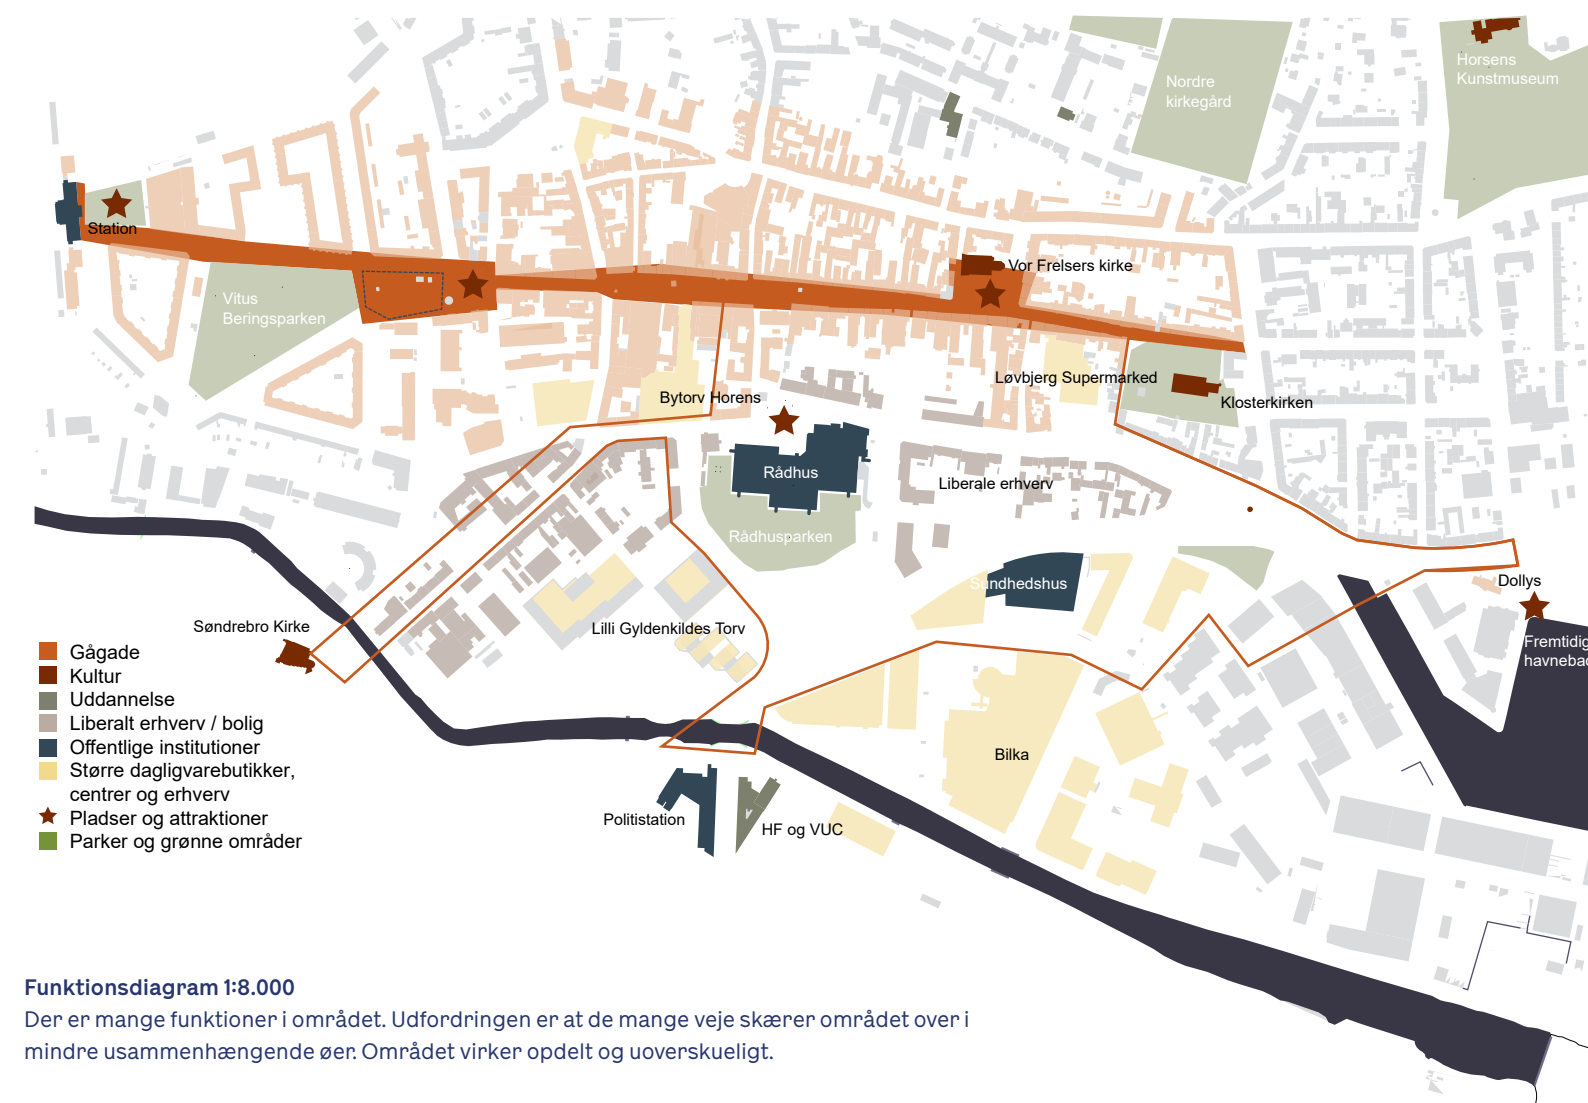 Horsens
Kunstmuseum
Nordre
kirkegård
Station
Vor Frelsers kirke
Vitus
Beringsparken
Løvbjerg Supermarked
Bytorv Horens
Klosterkirken
Rådhus
Liberale erhverv
Rådhusparken
Sundhedshus
Dollys
Søndrebro Kirke
Lilli Gyldenkildes Torv
Fremtidig
havnebad
Gågade
Kultur
Uddannelse
Liberalt erhverv / bolig
Offentlige institutioner
Større dagligvarebutikker,
centrer og erhverv
Pladser og attraktioner
Parker og grønne områder
Bilka
Politistation
HF og VUC
Funktionsdiagram 1:8.000
Der er mange funktioner i området. Udfordringen er at de mange veje skærer området over i
mindre usammenhængende øer. Området virker opdelt og uoverskueligt.